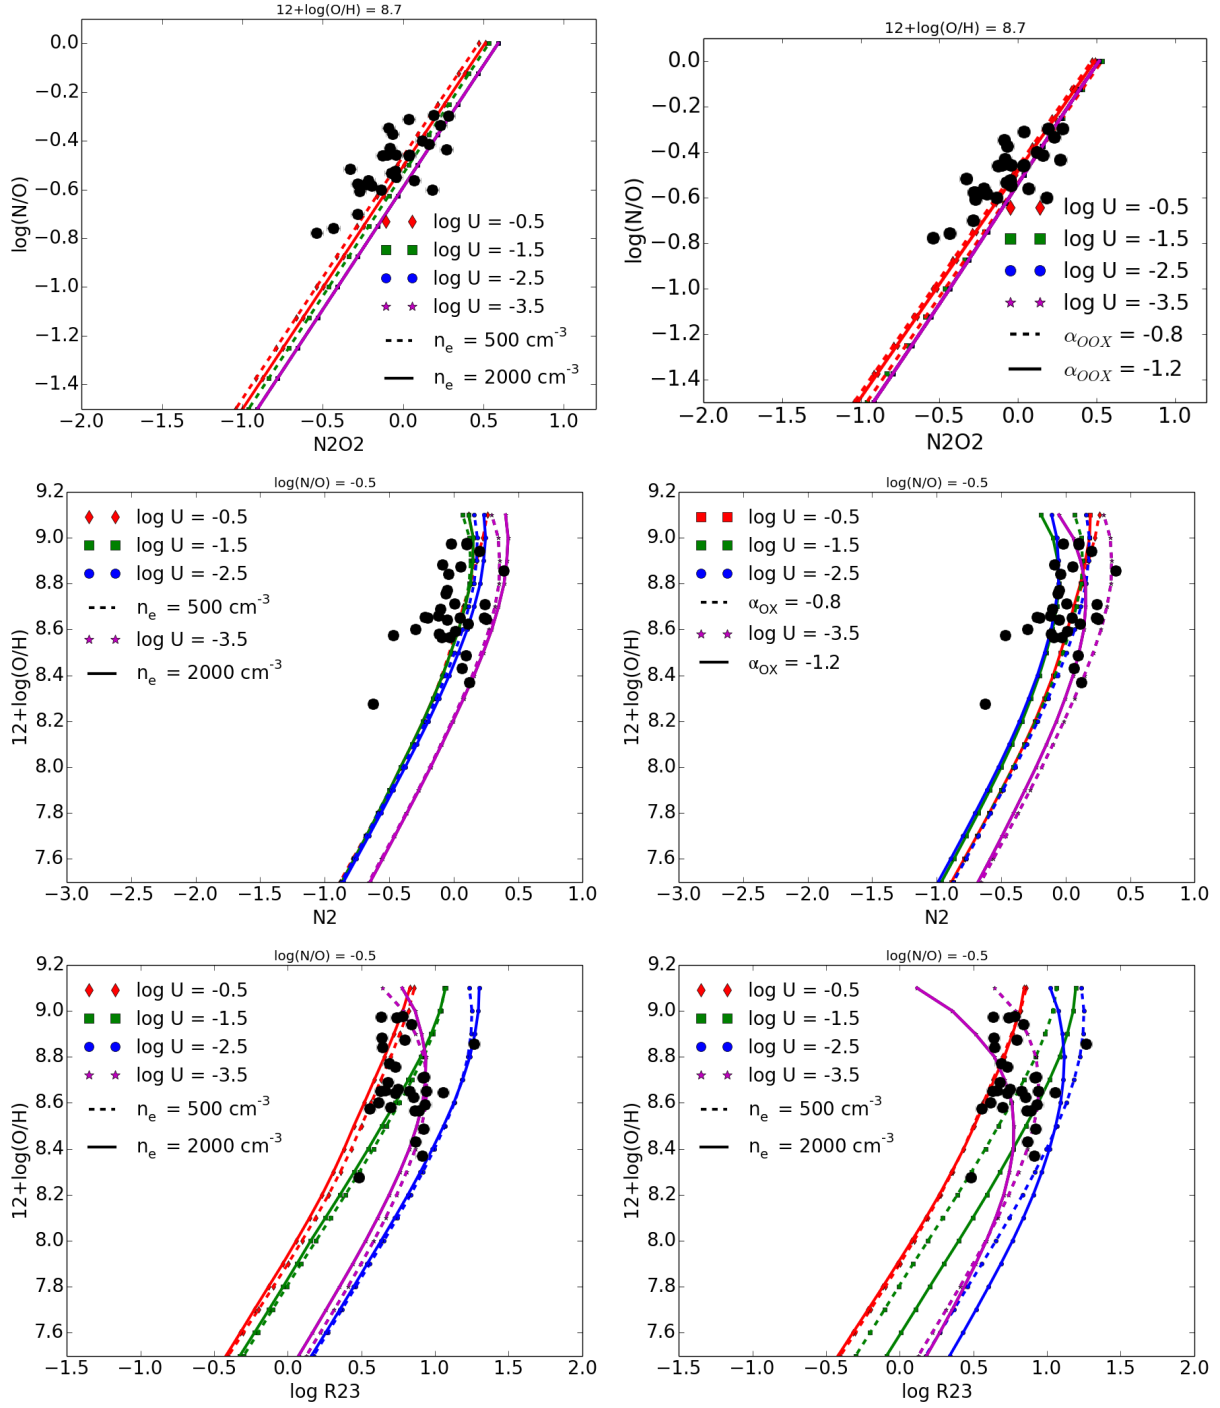 12+log(O/H) = 8.7
0.0
−0.2
−0.4
−0.6
−0.8
−1.0
−1.2
−1.4
log(N/O)
log U = -0.5
log U = -1.5
log U = -2.5
log U = -3.5
ne = 500 cm-3
ne = 2000 cm-3
−2.0 −1.5 −1.0 −0.5 0.0 0.5 1.0
N2O2
12+log(O/H) = 8.7
0.0
−0.2
−0.4
−0.6
−0.8
−1.0
−1.2
−1.4
log(N/O)
log U = -0.5
log U = -1.5
log U = -2.5
log U = -3.5
αOOX = -0.8
αOOX = -1.2
−2.0 −1.5 −1.0 −0.5 0.0 0.5 1.0
N2O2
log(N/O) = -0.5
9.2
9.0
8.8
8.6
8.4
8.2
8.0
7.8
7.6
12+log(O/H)
log U = -0.5
log U = -1.5
log U = -2.5
ne = 500 cm-3
log U = -3.5
ne = 2000 cm-3
−3.0 −2.5 −2.0 −1.5 −1.0 −0.5 0.0 0.5 1.0
N2
log(N/O) = -0.5
9.2
9.0
8.8
8.6
8.4
8.2
8.0
7.8
7.6
12+log(O/H)
log U = -0.5
log U = -1.5
log U = -2.5
αOX = -0.8
log U = -3.5
αOX = -1.2
−3.0 −2.5 −2.0 −1.5 −1.0 −0.5 0.0 0.5 1.0
N2
log(N/O) = -0.5
9.2
9.0
8.8
8.6
8.4
8.2
8.0
7.8
7.6
12+log(O/H)
log U = -0.5
log U = -1.5
log U = -2.5
log U = -3.5
ne = 500 cm-3
ne = 2000 cm-3
−1.5 −1.0 −0.5 0.0 0.5 1.0 1.5 2.0
log R23
log(N/O) = -0.5
9.2
9.0
8.8
8.6
8.4
8.2
8.0
7.8
7.6
12+log(O/H)
log U = -0.5
log U = -1.5
log U = -2.5
log U = -3.5
ne = 500 cm-3
ne = 2000 cm-3
−1.5 −1.0 −0.5 0.0 0.5 1.0 1.5 2.0
log R23